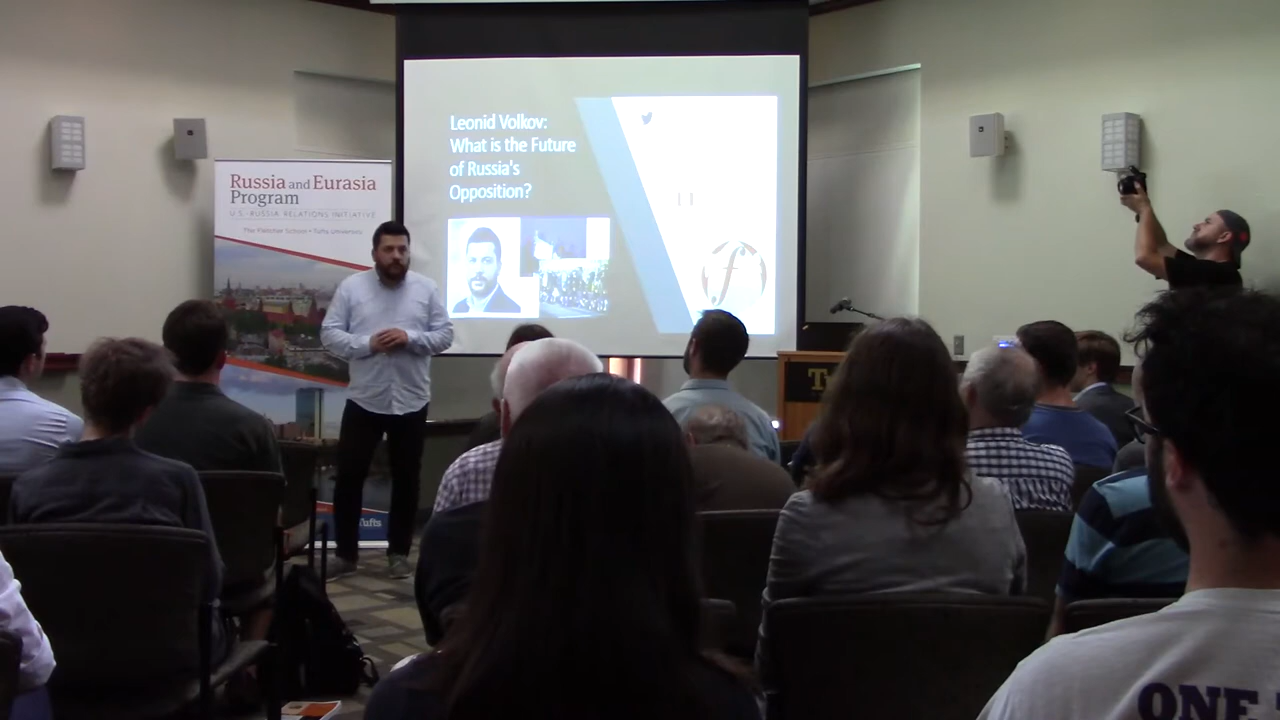 Leonid Volkov:
What is the Future
of Russia's
Opposition?
Russia and Eurasia
Program
U.S.-RUSSIA RELATIONS INITIATIVE
The Fletcher School • Tufts University
f
Tufts
ONE